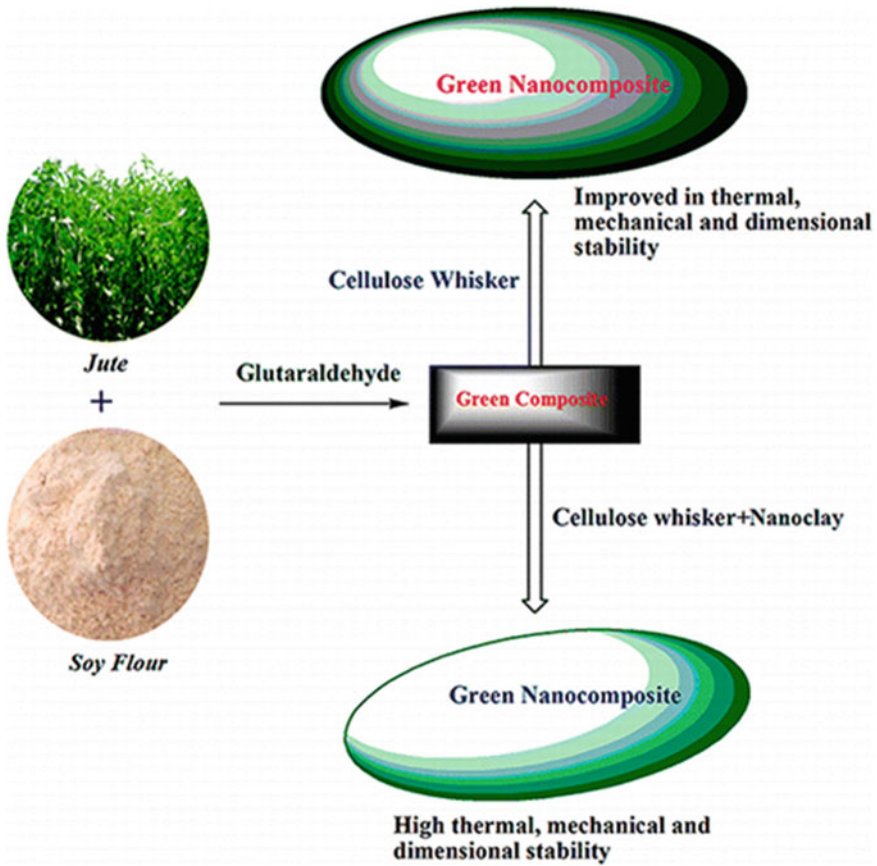 Green Nanocomposite
Improved in thermal,
mechanical and dimensional
stability
Cellulose Whisker
Jute
+
Glutaraldehyde
Green Composite
Soy Flour
Cellulose whisker+Nanoclay
Green Nanocomposite
High thermal, mechanical and
dimensional stability